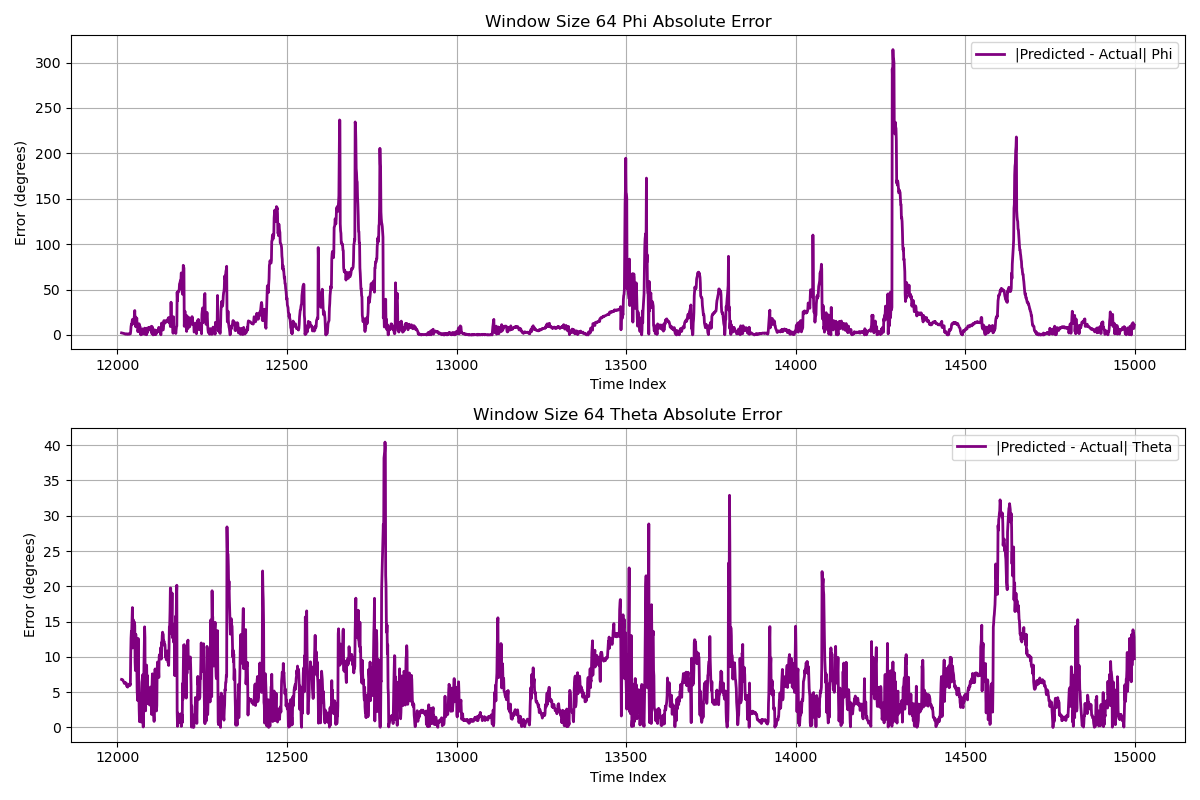 Window Size 64 Phi Absolute Error
|Predicted - Actual| Phi
Error (degrees)
300
250
200
150
100
50
0
12000 12500 13000 13500 14000 14500 15000
Time Index
Window Size 64 Theta Absolute Error
|Predicted - Actual| Theta
Error (degrees)
40
35
30
25
20
15
10
5
0
12000 12500 13000 13500 14000 14500 15000
Time Index